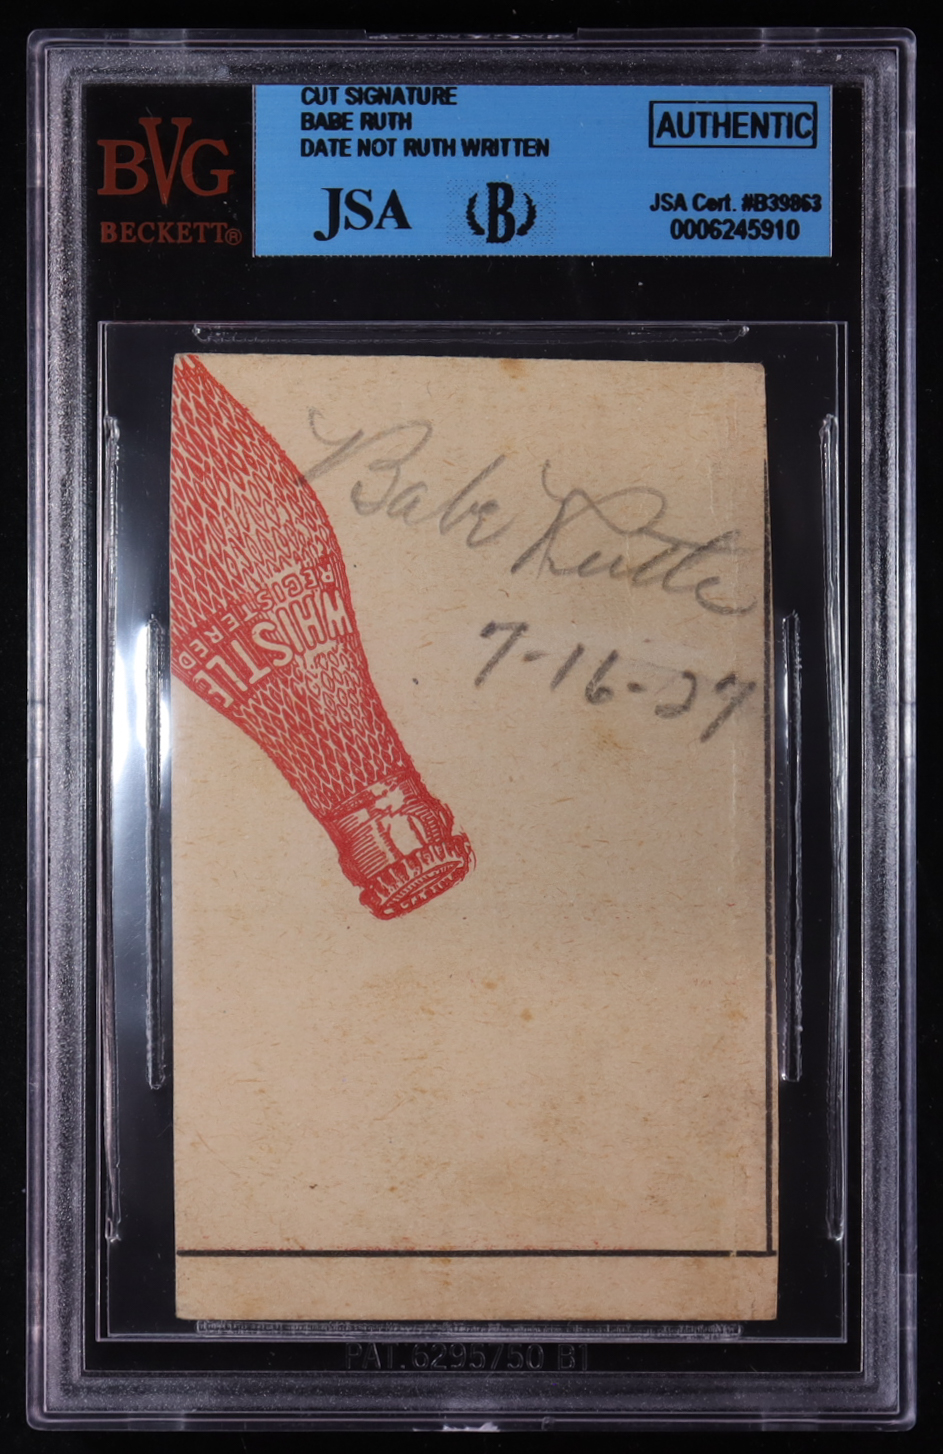 CUT SIGNATURE
BABE RUTH
DATE NOT RUTH WRITTEN
AUTHENTIC
BVG
BECKETT®
JSA
B
JSA Cert. #B39863
0006245910
Babe Ruth
7-16-27
WHISTLE
REGISTERED
PAT. 6295750 B1